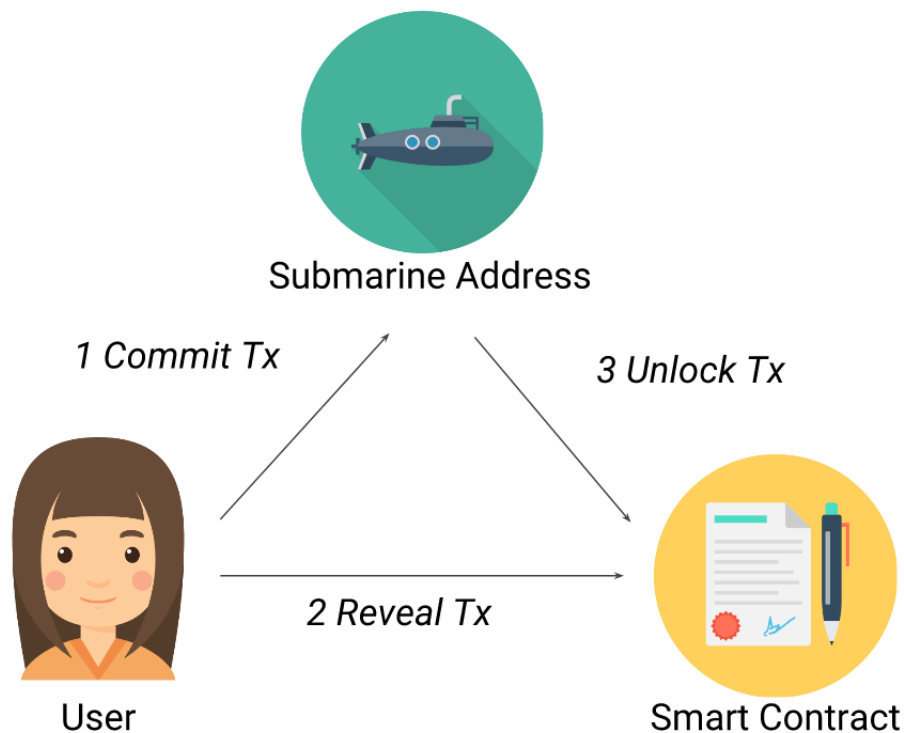 Submarine Address
1 Commit Tx
3 Unlock Tx
2 Reveal Tx
User
Smart Contract